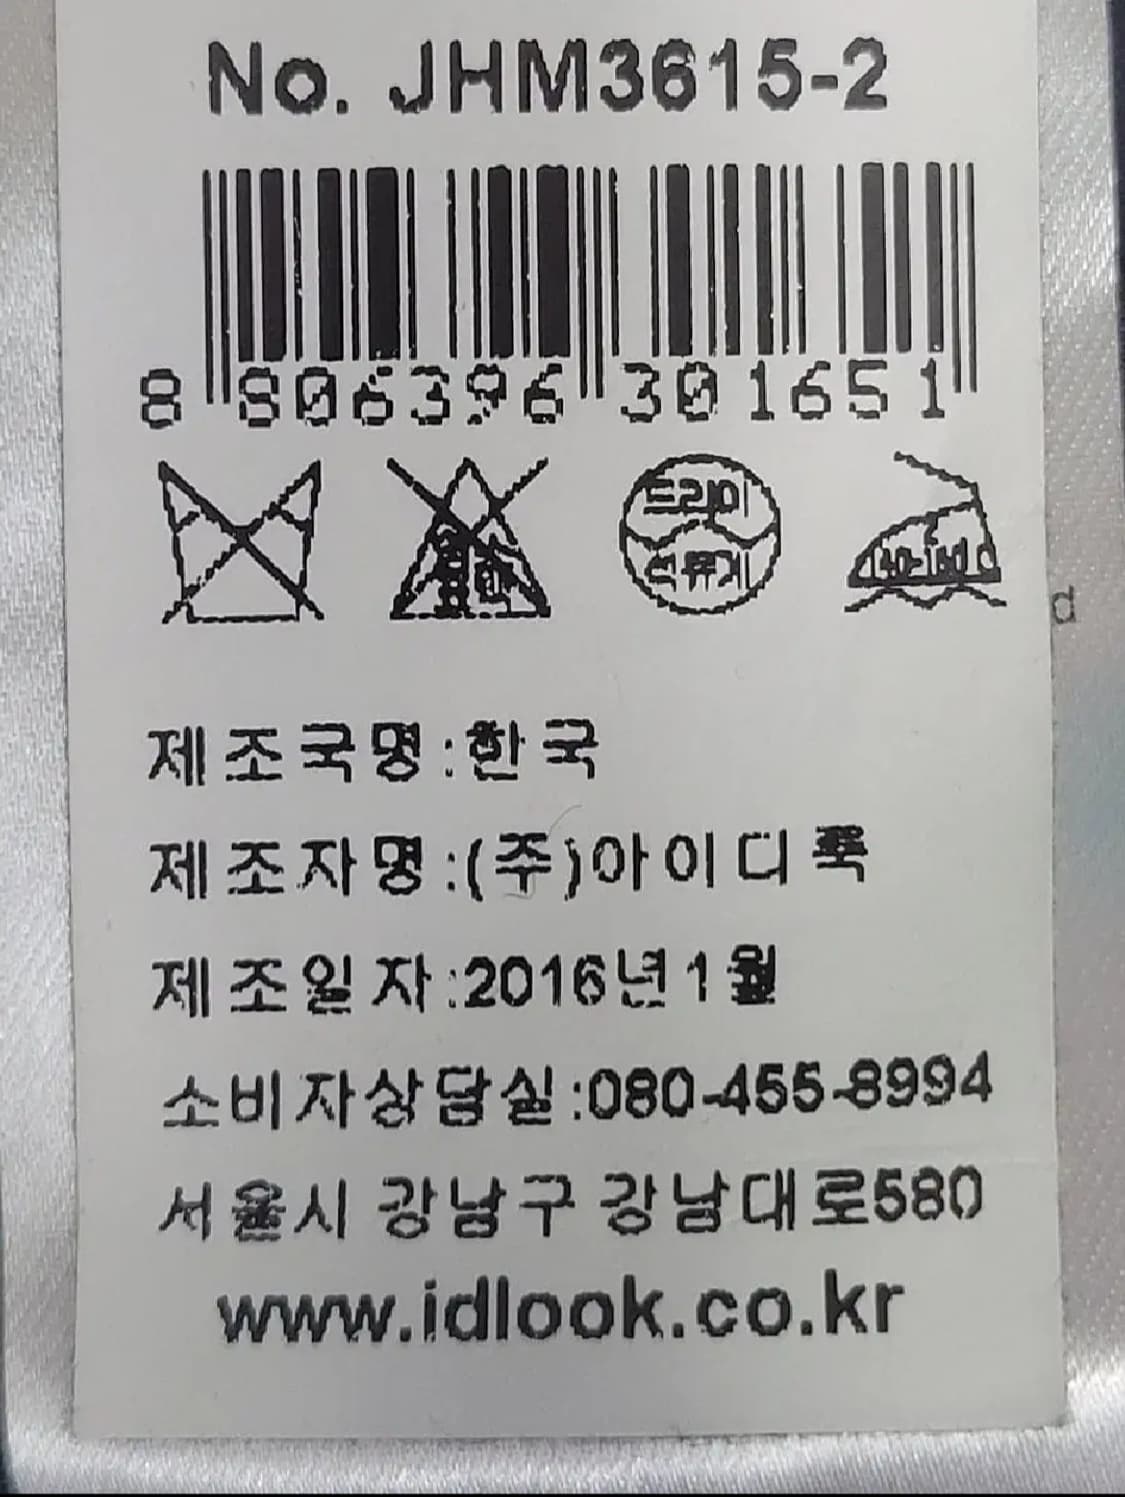 No. JHM3615-2
8 806396 301651
드라이
석유계
140-160℃
제조국명:한국
제조자명:(주)아이디룩
제조일자:2016년1월
소비자상담실:080-455-8994
서울시 강남구 강남대로580
www.idlook.co.kr
d